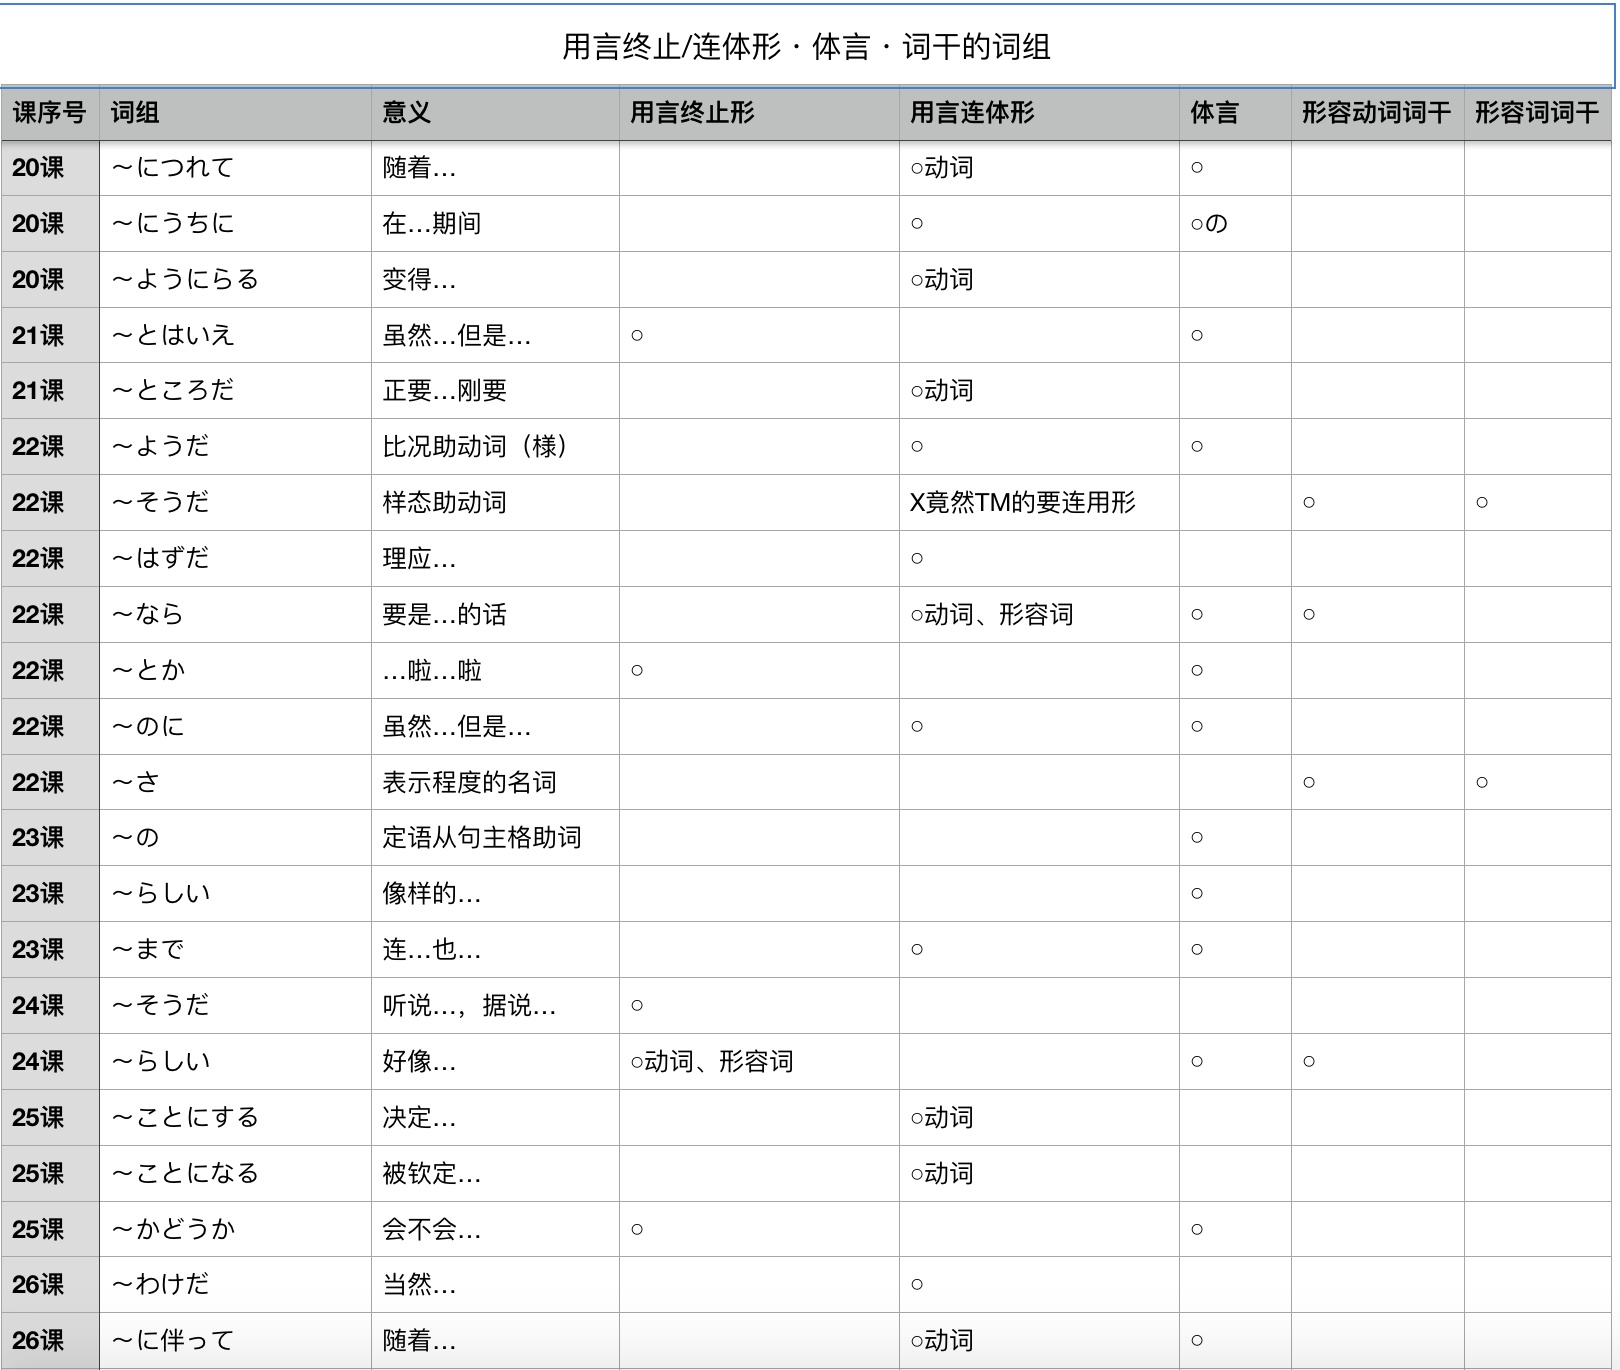 用言终止/连体形・体言・词干的词组
课序号 词组 意义 用言终止形 用言连体形 体言 形容动词词干 形容词词干
20课 ～につれて 随着… ○动词 ○
20课 ～にうちに 在…期间 ○ ○の
20课 ～ようにらる 变得… ○动词
21课 ～とはいえ 虽然…但是… ○ ○
21课 ～ところだ 正要…刚要 ○动词
22课 ～ようだ 比况助动词（様） ○ ○
22课 ～そうだ 样态助动词 X竟然TM的要连用形 ○ ○
22课 ～はずだ 理应… ○
22课 ～なら 要是…的话 ○动词、形容词 ○ ○
22课 ～とか …啦…啦 ○ ○
22课 ～のに 虽然…但是… ○ ○
22课 ～さ 表示程度的名词 ○ ○
23课 ～の 定语从句主格助词 ○
23课 ～らしい 像样的… ○
23课 ～まで 连…也… ○ ○
24课 ～そうだ 听说…，据说… ○
24课 ～らしい 好像… ○动词、形容词 ○ ○
25课 ～ことにする 决定… ○动词
25课 ～ことになる 被钦定… ○动词
25课 ～かどうか 会不会… ○ ○
26课 ～わけだ 当然… ○
26课 ～に伴って 随着… ○动词 ○